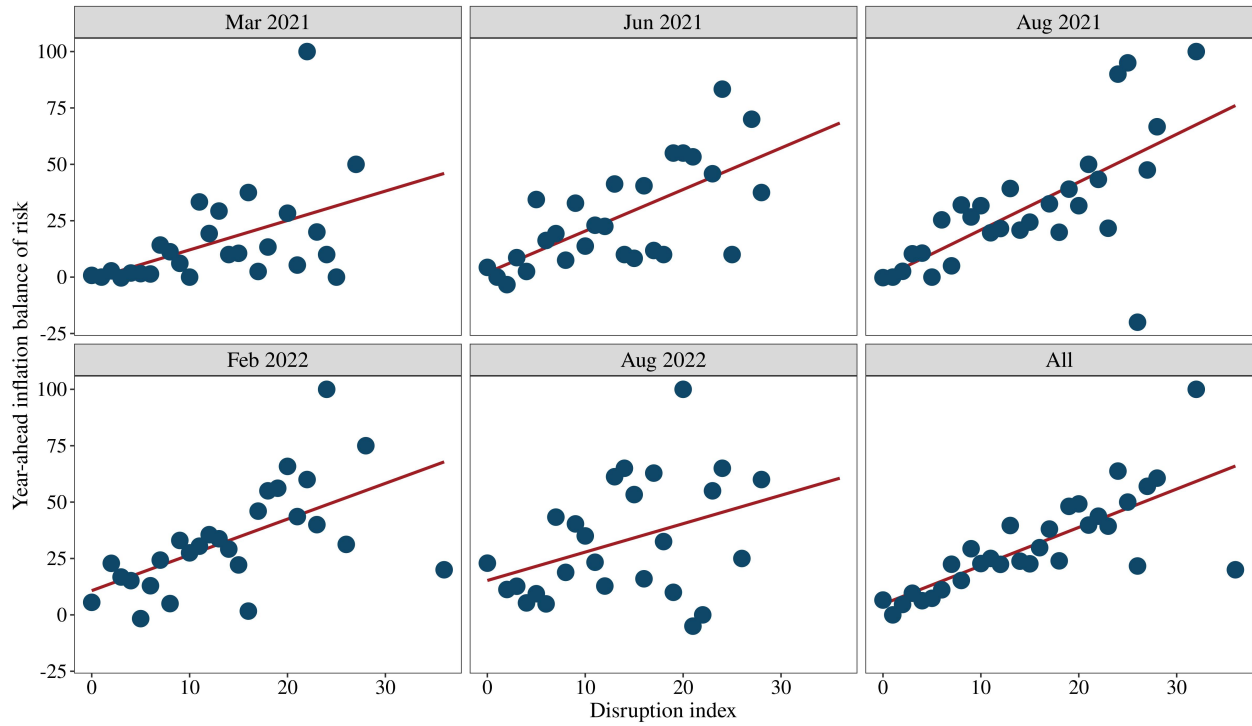 Mar 2021
Jun 2021
Aug 2021
100
75
50
25
0
-25
Feb 2022
Aug 2022
All
100
75
50
25
0
-25
0 10 20 30
0 10 20 30
0 10 20 30
Disruption index
Year-ahead inflation balance of risk